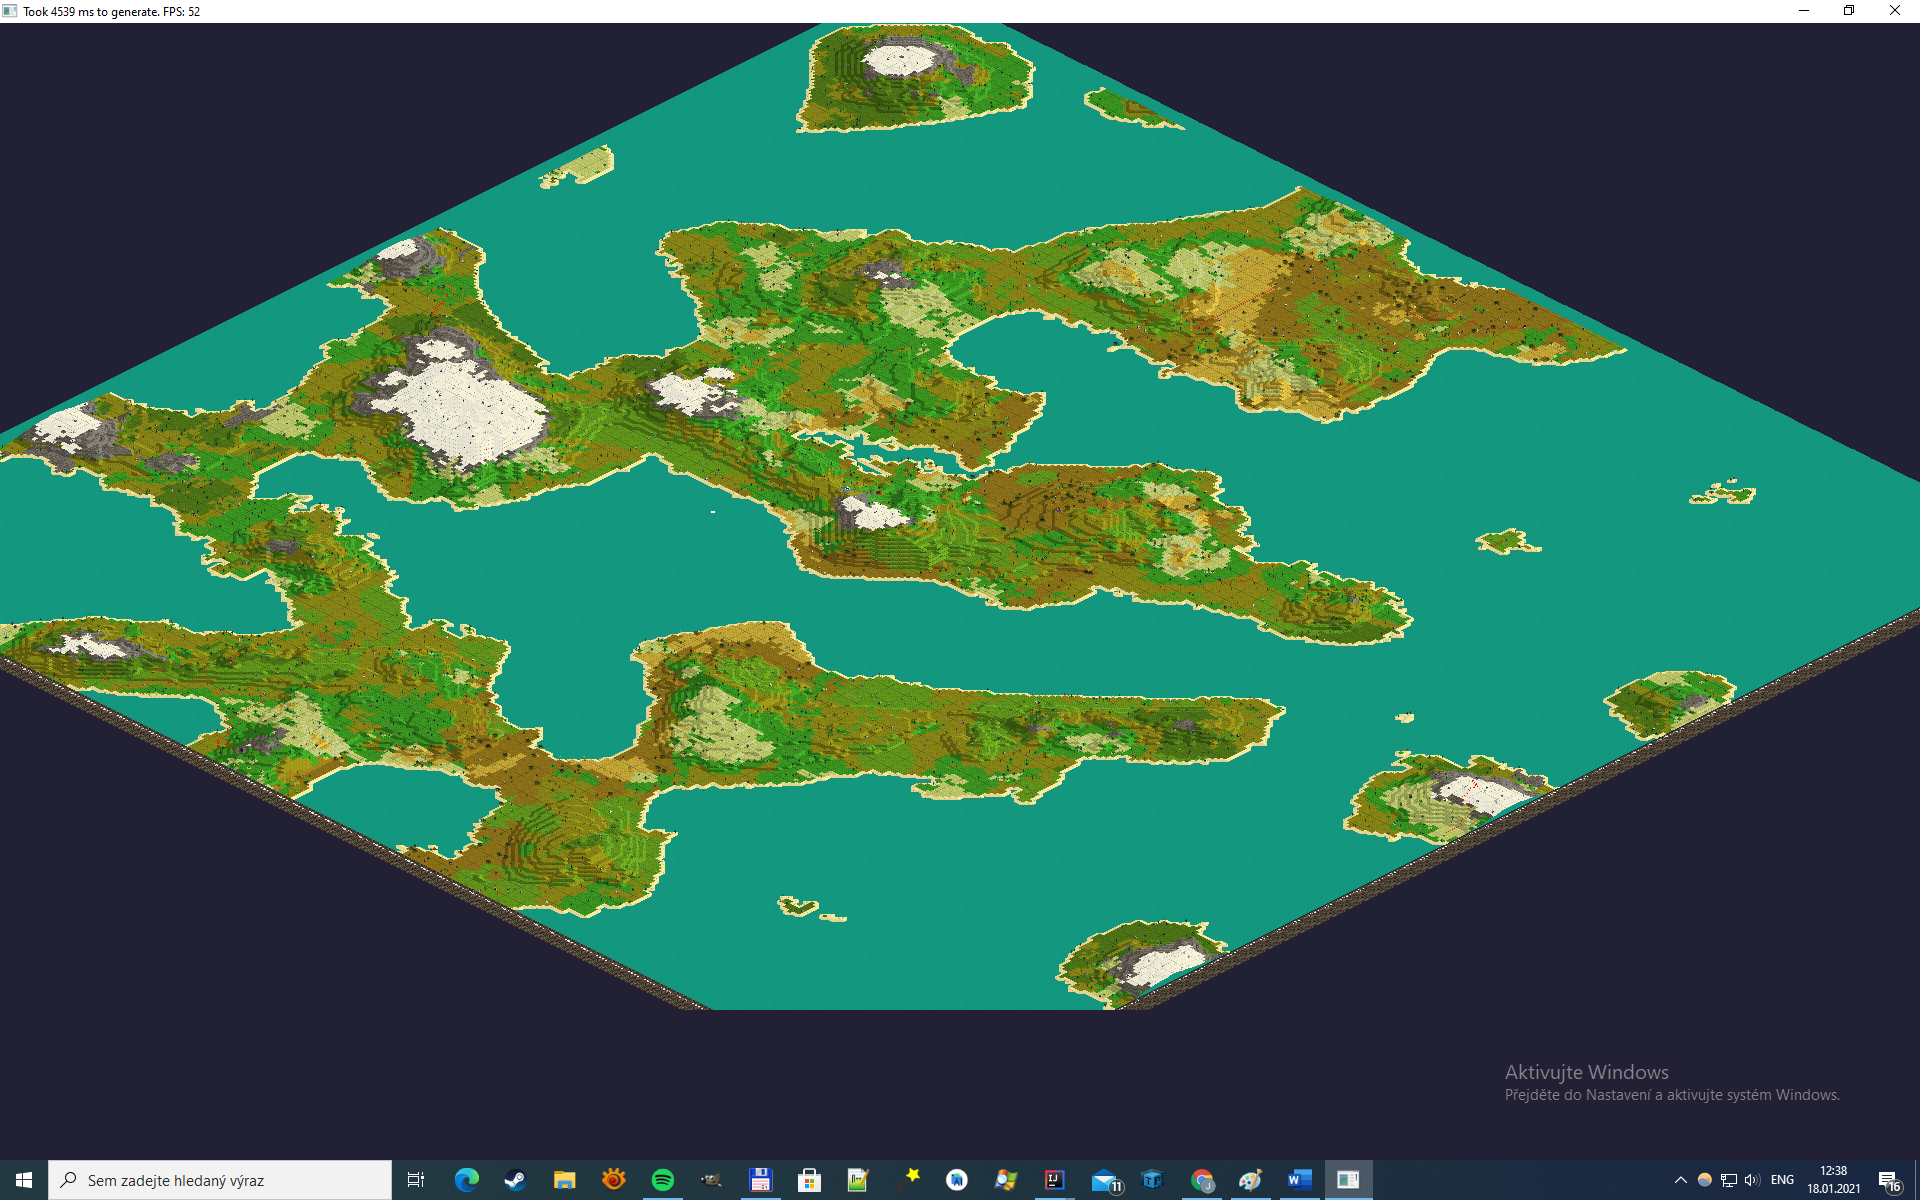 Took 4539 ms to generate. FPS: 52
Aktivujte Windows
Přejděte do Nastavení a aktivujte systém Windows.
Sem zadejte hledaný výraz
11
ENG
12:38
18.01.2021
16